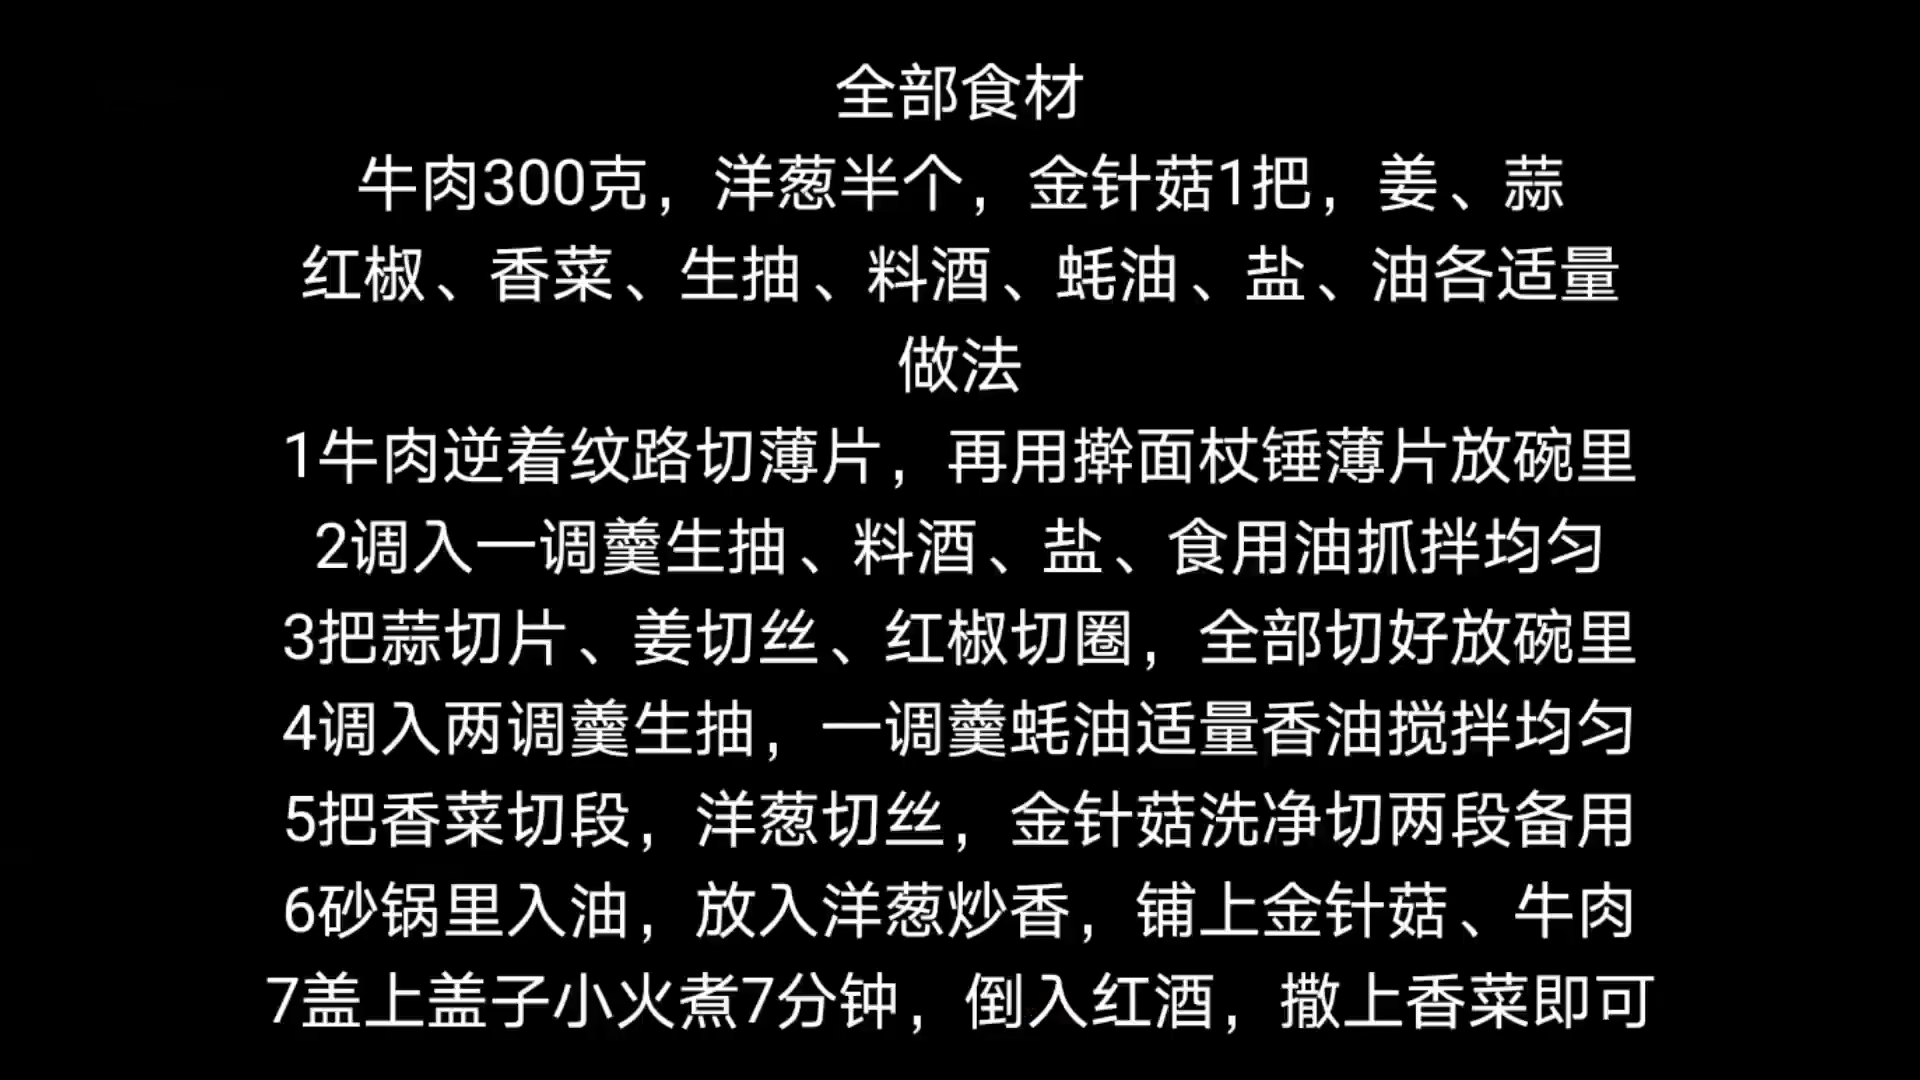 全部食材
牛肉300克，洋葱半个，金针菇1把，姜、蒜
红椒、香菜、生抽、料酒、蚝油、盐、油各适量
做法
1牛肉逆着纹路切薄片，再用擀面杖锤薄片放碗里
2调入一调羹生抽、料酒、盐、食用油抓拌均匀
3把蒜切片、姜切丝、红椒切圈，全部切好放碗里
4调入两调羹生抽，一调羹蚝油适量香油搅拌均匀
5把香菜切段，洋葱切丝，金针菇洗净切两段备用
6砂锅里入油，放入洋葱炒香，铺上金针菇、牛肉
7盖上盖子小火煮7分钟，倒入红酒，撒上香菜即可